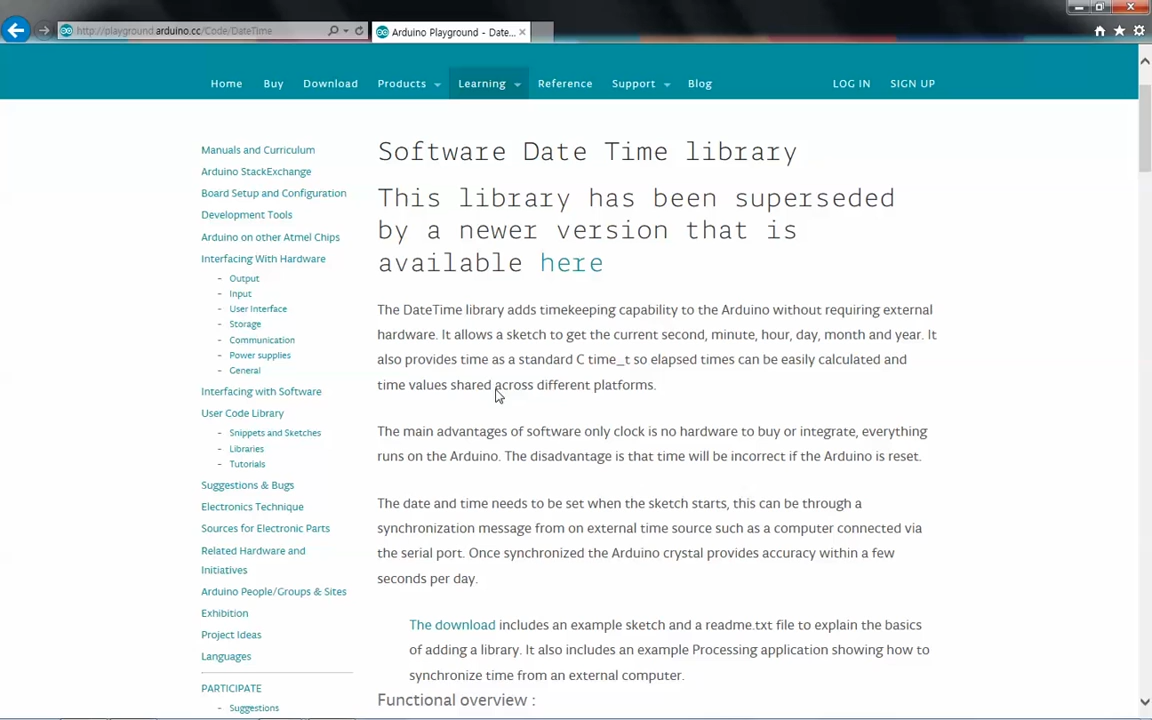 http://playground.arduino.cc/Code/DateTime
Arduino Playground - Date...
Home Buy Download Products Learning Reference Support Blog LOG IN SIGN UP
Manuals and Curriculum
Arduino StackExchange
Board Setup and Configuration
Development Tools
Arduino on other Atmel Chips
Interfacing With Hardware
- Output
- Input
- User Interface
- Storage
- Communication
- Power supplies
- General
Interfacing with Software
User Code Library
- Snippets and Sketches
- Libraries
- Tutorials
Suggestions & Bugs
Electronics Technique
Sources for Electronic Parts
Related Hardware and
Initiatives
Arduino People/Groups & Sites
Exhibition
Project Ideas
Languages
PARTICIPATE
- Suggestions
Software Date Time library
This library has been superseded
by a newer version that is
available here
The DateTime library adds timekeeping capability to the Arduino without requiring external
hardware. It allows a sketch to get the current second, minute, hour, day, month and year. It
also provides time as a standard C time_t so elapsed times can be easily calculated and
time values shared across different platforms.
The main advantages of software only clock is no hardware to buy or integrate, everything
runs on the Arduino. The disadvantage is that time will be incorrect if the Arduino is reset.
The date and time needs to be set when the sketch starts, this can be through a
synchronization message from on external time source such as a computer connected via
the serial port. Once synchronized the Arduino crystal provides accuracy within a few
seconds per day.
The download includes an example sketch and a readme.txt file to explain the basics
of adding a library. It also includes an example Processing application showing how to
synchronize time from an external computer.
Functional overview :